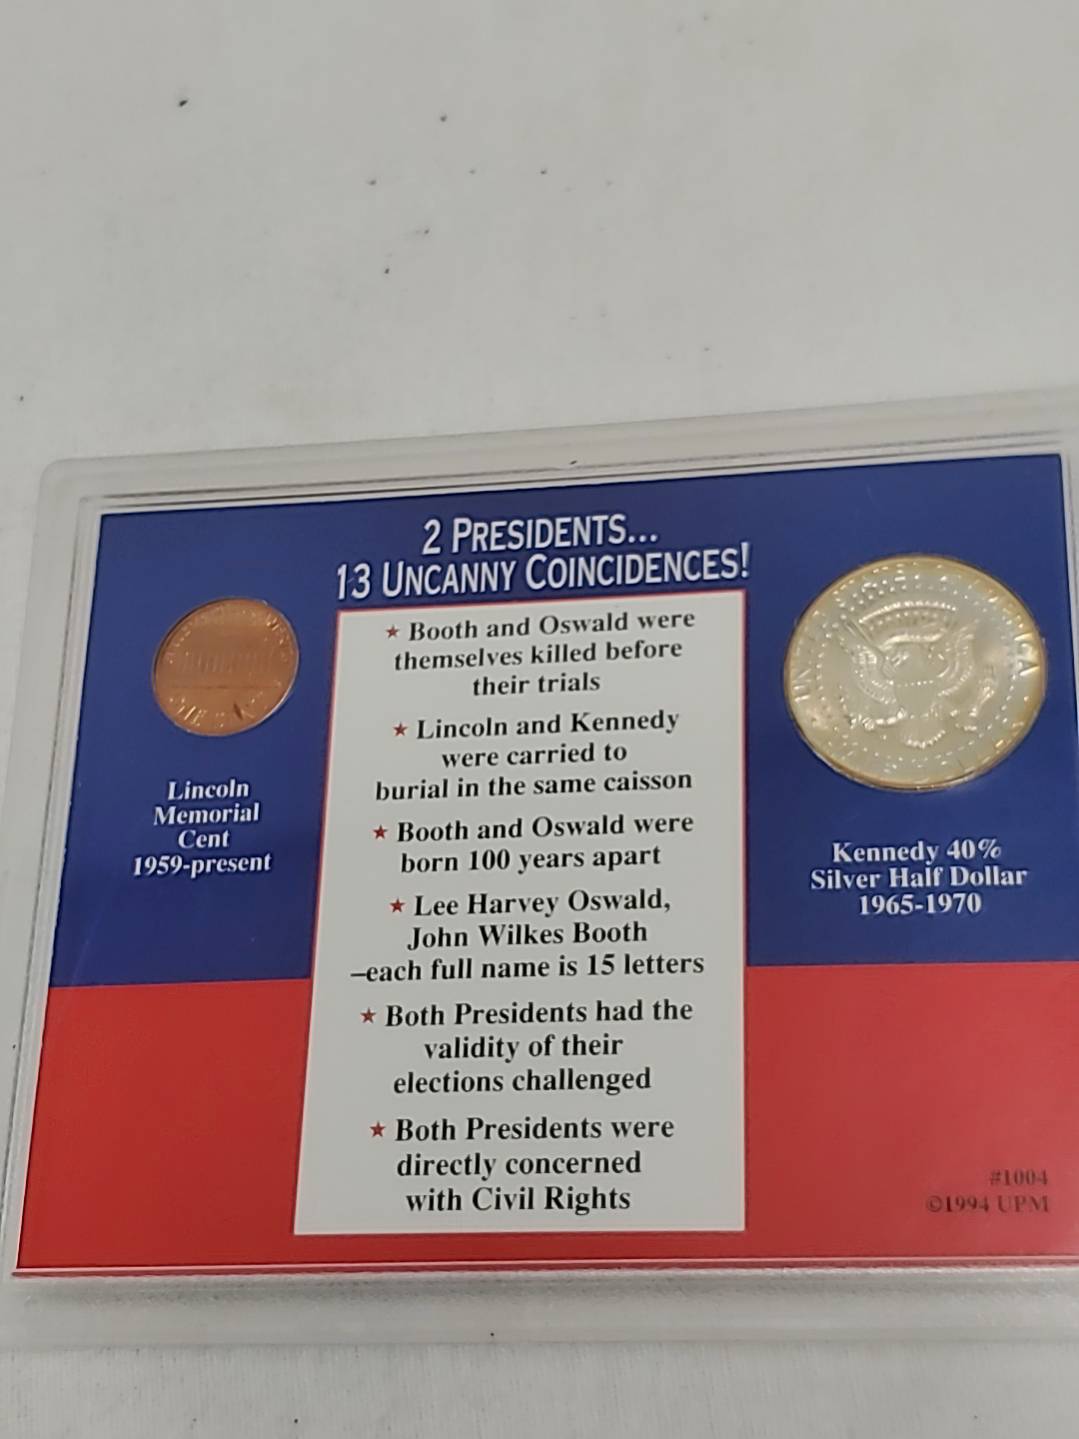 2 PRESIDENTS...
13 UNCANNY COINCIDENCES!
★ Booth and Oswald were
themselves killed before
their trials
★ Lincoln and Kennedy
were carried to
burial in the same caisson
★ Booth and Oswald were
born 100 years apart
★ Lee Harvey Oswald,
John Wilkes Booth
–each full name is 15 letters
★ Both Presidents had the
validity of their
elections challenged
★ Both Presidents were
directly concerned
with Civil Rights
Lincoln
Memorial
Cent
1959-present
Kennedy 40%
Silver Half Dollar
1965-1970
#1004
©1994 UPM